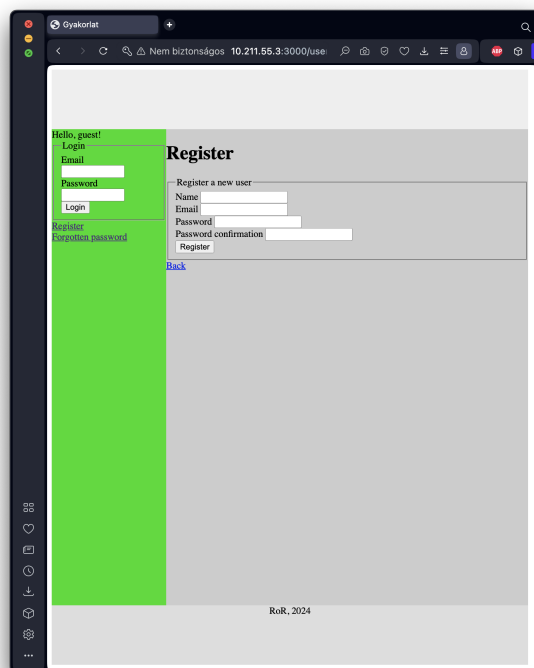 Gyakorlat
Nem biztonságos 10.211.55.3:3000/use
ABP
Hello, guest!
Login
Email
Password
Login
Register
Forgotten password
Register
Register a new user
Name
Email
Password
Password confirmation
Register
Back
RoR, 2024